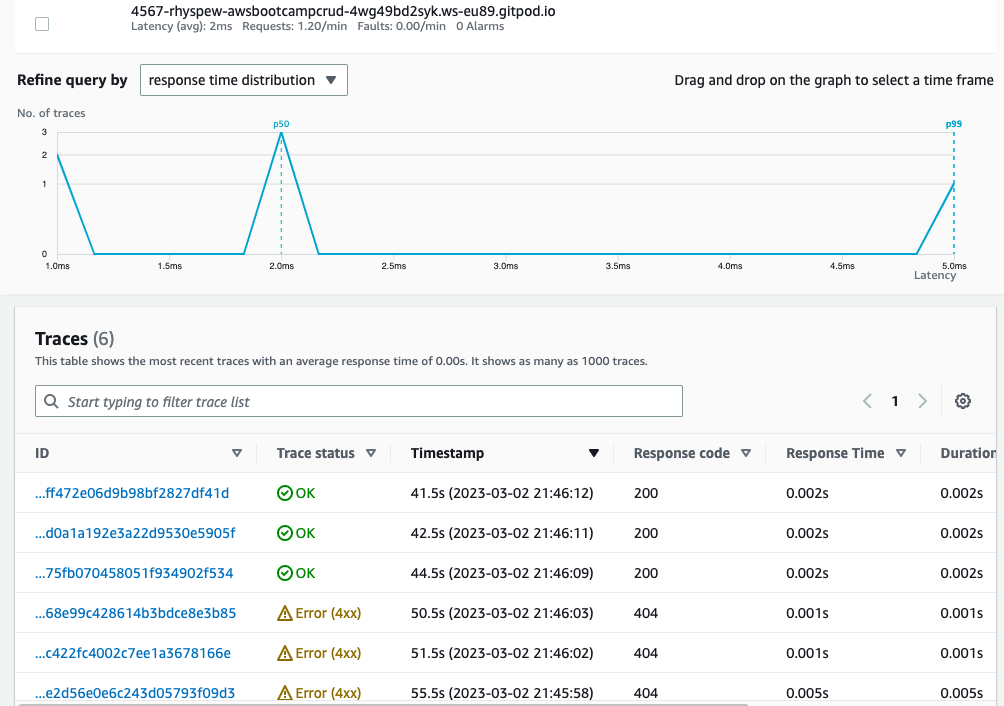 4567-rhyspew-awsbootcampcrud-4wg49bd2syk.ws-eu89.gitpod.io
Latency (avg): 2ms Requests: 1.20/min Faults: 0.00/min 0 Alarms
Refine query by response time distribution Drag and drop on the graph to select a time frame
No. of traces
p50 p99
3
2
1
0
1.0ms 1.5ms 2.0ms 2.5ms 3.0ms 3.5ms 4.0ms 4.5ms 5.0ms
Latency
Traces (6)
This table shows the most recent traces with an average response time of 0.00s. It shows as many as 1000 traces.
Start typing to filter trace list 1
ID Trace status Timestamp Response code Response Time Duration
...ff472e06d9b98bf2827df41d OK 41.5s (2023-03-02 21:46:12) 200 0.002s 0.002s
...d0a1a192e3a22d9530e5905f OK 42.5s (2023-03-02 21:46:11) 200 0.002s 0.002s
...75fb070458051f934902f534 OK 44.5s (2023-03-02 21:46:09) 200 0.002s 0.002s
...68e99c428614b3bdce8e3b85 Error (4xx) 50.5s (2023-03-02 21:46:03) 404 0.001s 0.001s
...c422fc4002c7ee1a3678166e Error (4xx) 51.5s (2023-03-02 21:46:02) 404 0.001s 0.001s
...e2d56e0e6c243d05793f09d3 Error (4xx) 55.5s (2023-03-02 21:45:58) 404 0.005s 0.005s